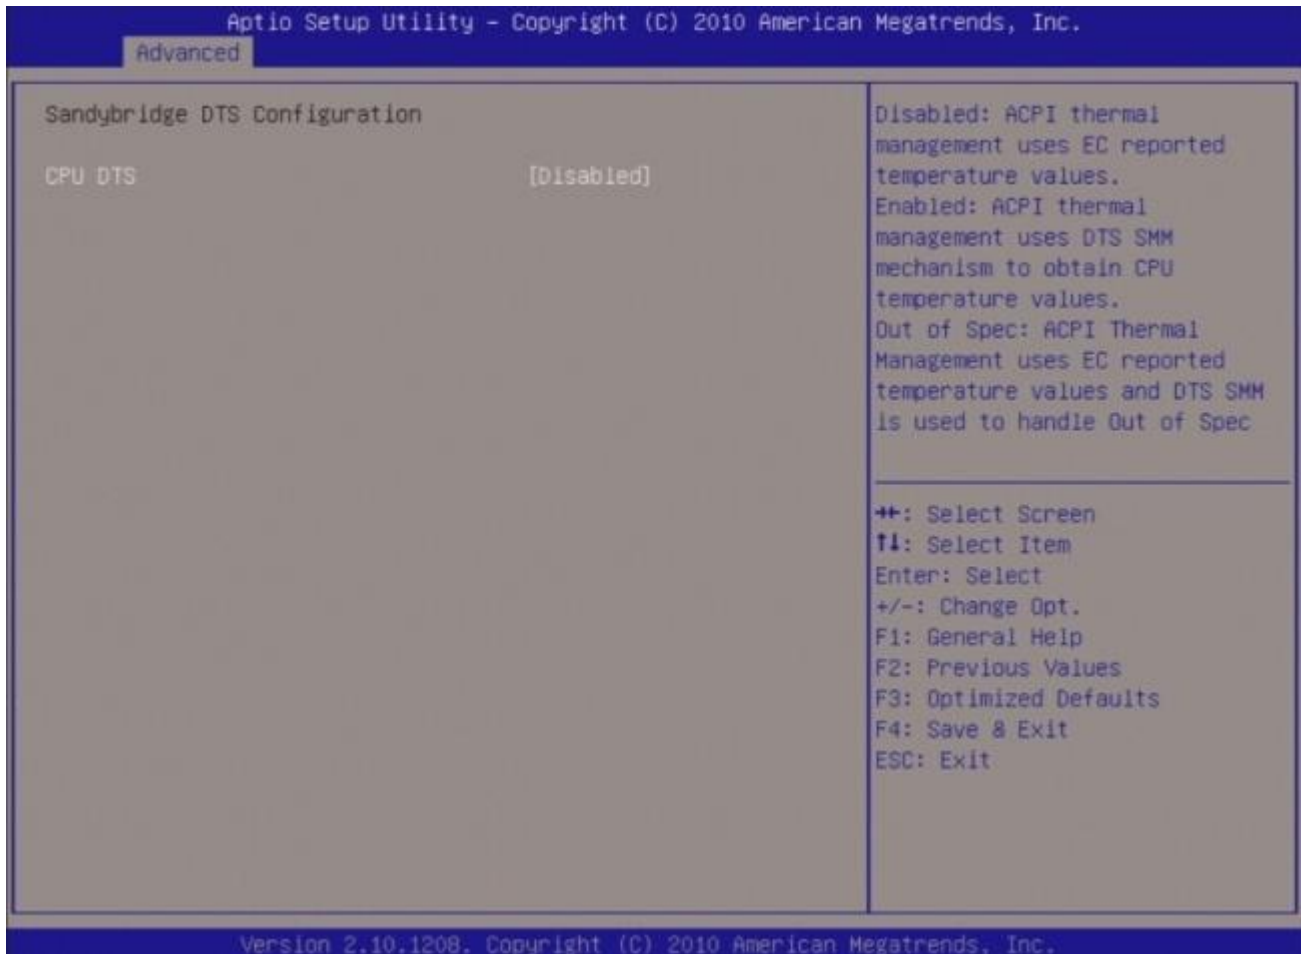 Aptio Setup Utility – Copyright (C) 2010 American Megatrends, Inc.
Advanced
Sandybridge DTS Configuration
CPU DTS [Disabled]
Disabled: ACPI thermal
management uses EC reported
temperature values.
Enabled: ACPI thermal
management uses DTS SMM
mechanism to obtain CPU
temperature values.
Out of Spec: ACPI Thermal
Management uses EC reported
temperature values and DTS SMM
is used to handle Out of Spec
→←: Select Screen
↑↓: Select Item
Enter: Select
+/-: Change Opt.
F1: General Help
F2: Previous Values
F3: Optimized Defaults
F4: Save & Exit
ESC: Exit
Version 2.10.1208. Copyright (C) 2010 American Megatrends, Inc.